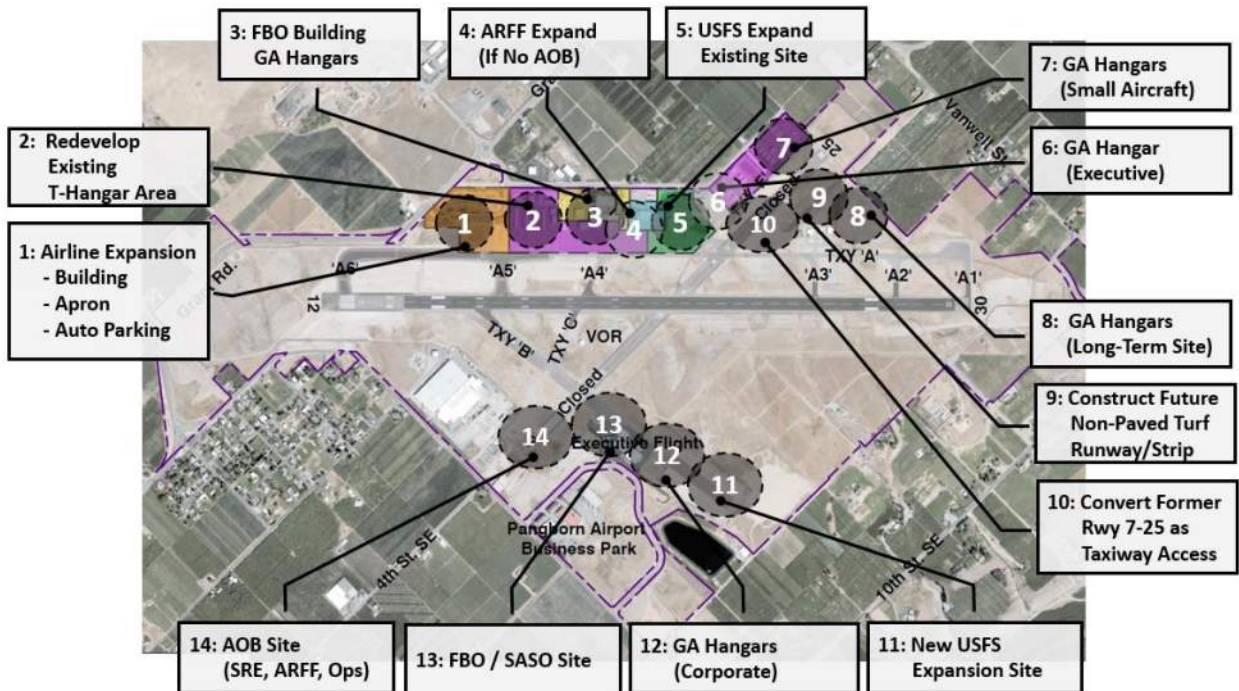 3: FBO Building
GA Hangars
4: ARFF Expand
(If No AOB)
5: USFS Expand
Existing Site
7: GA Hangars
(Small Aircraft)
2: Redevelop
Existing
T-Hangar Area
6: GA Hangar
(Executive)
1: Airline Expansion
- Building
- Apron
- Auto Parking
8: GA Hangars
(Long-Term Site)
9: Construct Future
Non-Paved Turf
Runway/Strip
10: Convert Former
Rwy 7-25 as
Taxiway Access
14: AOB Site
(SRE, ARFF, Ops)
13: FBO / SASO Site
12: GA Hangars
(Corporate)
11: New USFS
Expansion Site
Vanwell St.
25
Closed
7
6
9
8
10
1
2
3
4
5
TXY 'A'
'A6'
'A5'
'A4'
'A3'
'A2'
'A1'
12
30
Rd.
TXY 'B'
TXY 'C'
VOR
Closed
14
13
Executive Flight
12
11
Pangborn Airport
Business Park
4th St. SE
10th St. SE